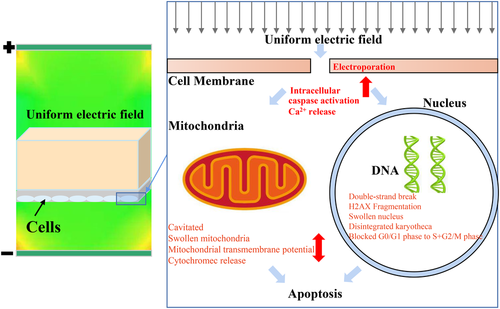 +
Uniform electric field
Cells
−
Uniform electric field
Electroporation
Cell Membrane
Intracellular
caspase activation
Ca²⁺ release
Nucleus
Mitochondria
DNA
Double-strand break
H2AX Fragmentation
Swollen nucleus
Disintegrated karyotheca
Blocked G0/G1 phase to S+G2/M phase
Cavitated
Swollen mitochondria
Mitochondrial transmembrane potential
Cytochromec release
Apoptosis